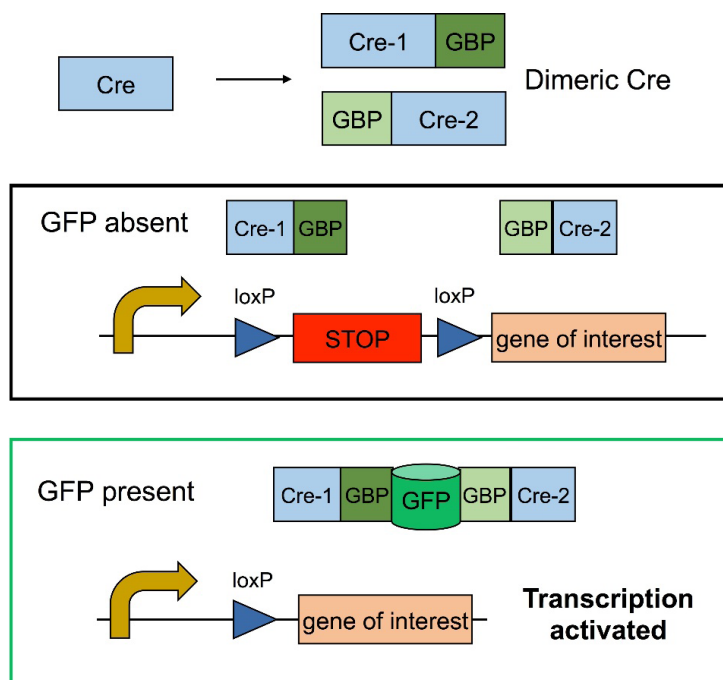 Cre
Cre-1 GBP
GBP Cre-2
Dimeric Cre
GFP absent
Cre-1 GBP
GBP Cre-2
loxP
STOP
loxP
gene of interest
GFP present
Cre-1 GBP GFP GBP Cre-2
loxP
gene of interest
Transcription
activated